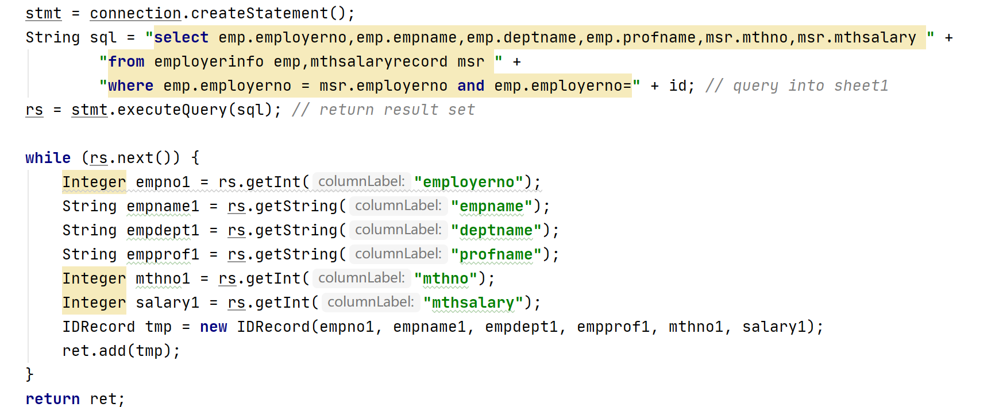 stmt = connection.createStatement();
String sql = "select emp.employerno,emp.empname,emp.deptname,emp.profname,msr.mthno,msr.mthsalary " +
"from employerinfo emp,mthsalaryrecord msr " +
"where emp.employerno = msr.employerno and emp.employerno=" + id; // query into sheet1
rs = stmt.executeQuery(sql); // return result set
while (rs.next()) {
Integer empno1 = rs.getInt( columnLabel: "employerno");
String empname1 = rs.getString( columnLabel: "empname");
String empdept1 = rs.getString( columnLabel: "deptname");
String empprof1 = rs.getString( columnLabel: "profname");
Integer mthno1 = rs.getInt( columnLabel: "mthno");
Integer salary1 = rs.getInt( columnLabel: "mthsalary");
IDRecord tmp = new IDRecord(empno1, empname1, empdept1, empprof1, mthno1, salary1);
ret.add(tmp);
}
return ret;